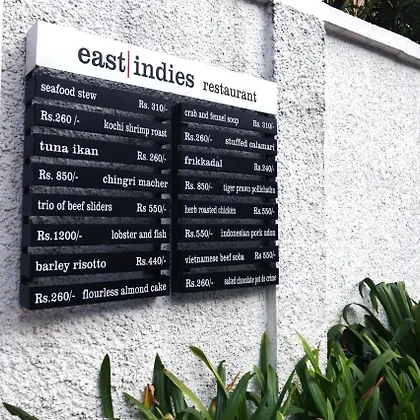 east|indies restaurant
seafood stew Rs. 310/-
Rs.260 /- kochi shrimp roast
tuna ikan Rs. 260/-
Rs. 850/- chingri macher
trio of beef sliders Rs 550/-
Rs.1200/- lobster and fish
barley risotto Rs. 440/-
Rs.260/- flourless almond cake
crab and fennel soup Rs. 310/-
Rs.260/- stuffed calamari
frikkadal Rs.240/-
Rs. 850/- tiger prawn pollichathu
herb roasted chicken Rs.550/-
Rs.550/- indonesian pork udon
vietnamese beef soba Rs 550/-
Rs.260/- salted chocolate pot de crème